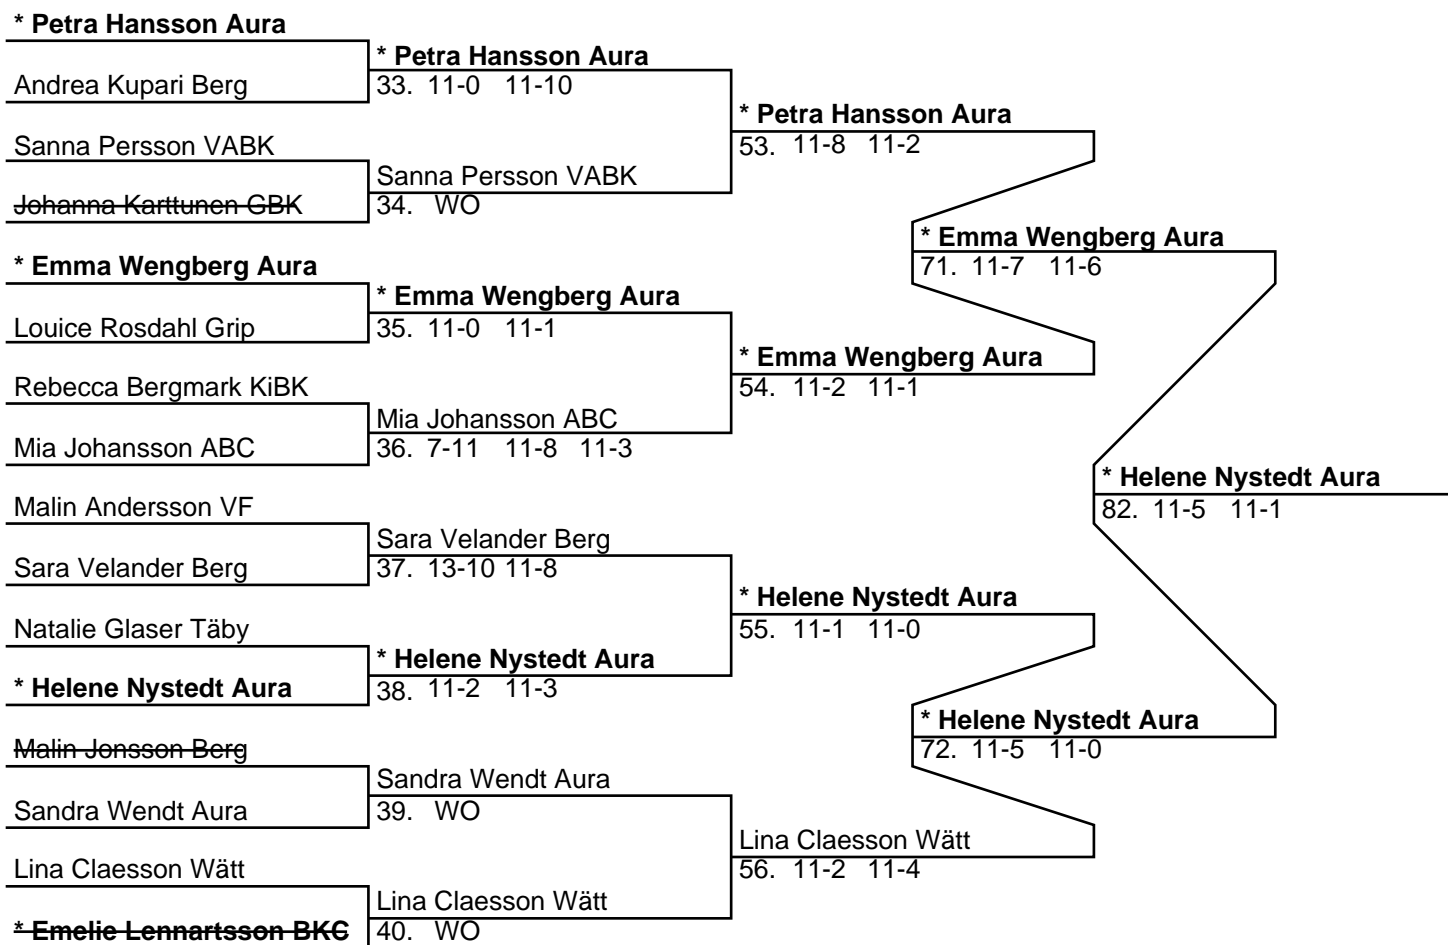 * Petra Hansson Aura
* Petra Hansson Aura
Andrea Kupari Berg
33. 11-0 11-10
* Petra Hansson Aura
Sanna Persson VABK
53. 11-8 11-2
Sanna Persson VABK
Johanna Karttunen GBK
34. WO
* Emma Wengberg Aura
* Emma Wengberg Aura
71. 11-7 11-6
* Emma Wengberg Aura
Louice Rosdahl Grip
35. 11-0 11-1
* Emma Wengberg Aura
Rebecca Bergmark KiBK
54. 11-2 11-1
Mia Johansson ABC
Mia Johansson ABC
36. 7-11 11-8 11-3
* Helene Nystedt Aura
82. 11-5 11-1
Malin Andersson VF
Sara Velander Berg
Sara Velander Berg
37. 13-10 11-8
* Helene Nystedt Aura
Natalie Glaser Täby
55. 11-1 11-0
* Helene Nystedt Aura
* Helene Nystedt Aura
38. 11-2 11-3
* Helene Nystedt Aura
72. 11-5 11-0
Malin Jonsson Berg
Sandra Wendt Aura
Sandra Wendt Aura
39. WO
Lina Claesson Wätt
56. 11-2 11-4
Lina Claesson Wätt
Lina Claesson Wätt
* Emelie Lennartsson BKC
40. WO